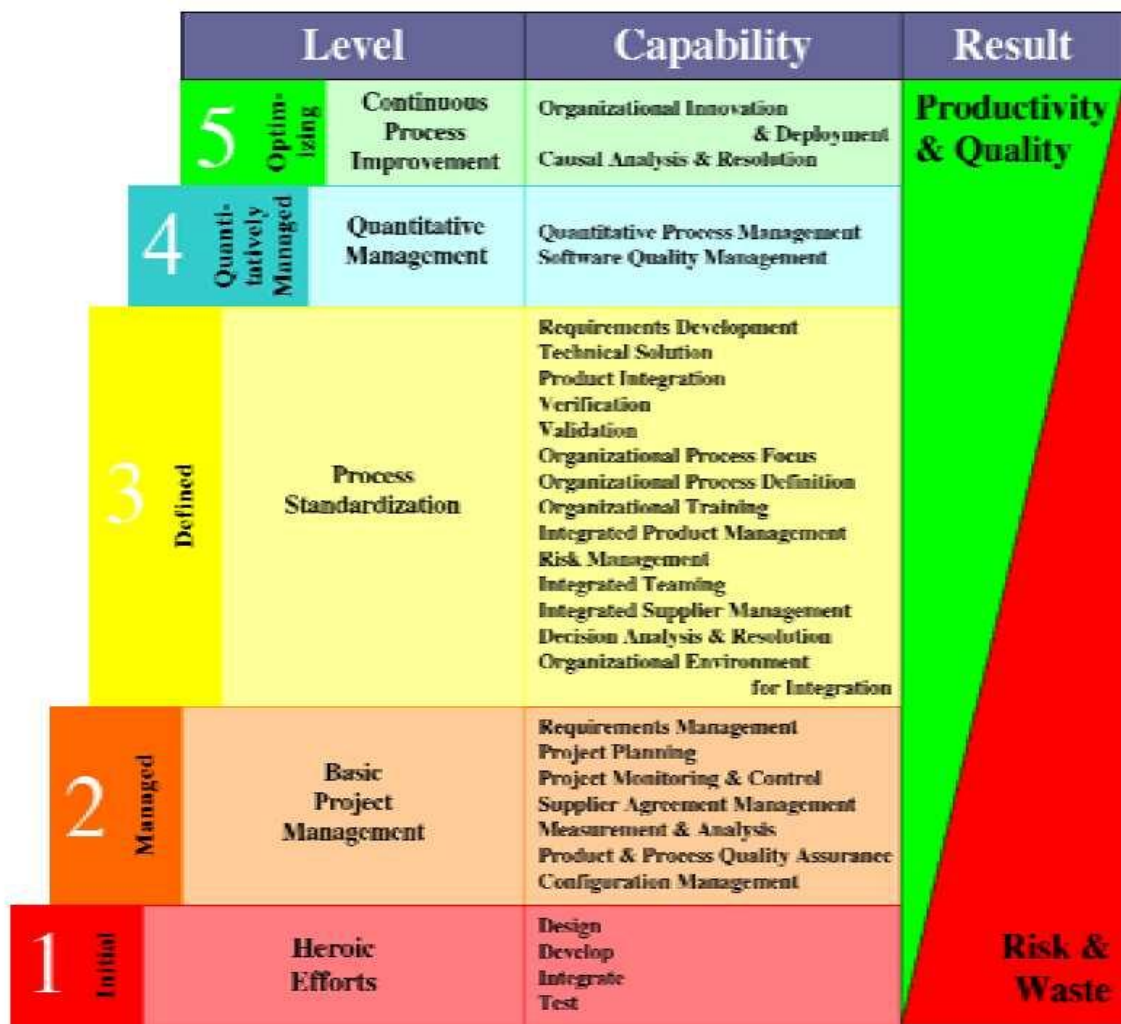 Level Capability Result
5
Optim-
izing
Continuous
Process
Improvement
Organizational Innovation
& Deployment
Causal Analysis & Resolution
Productivity
& Quality
4
Quanti-
tatively
Managed
Quantitative
Management
Quantitative Process Management
Software Quality Management
3
Defined
Process
Standardization
Requirements Development
Technical Solution
Product Integration
Verification
Validation
Organizational Process Focus
Organizational Process Definition
Organizational Training
Integrated Product Management
Risk Management
Integrated Teaming
Integrated Supplier Management
Decision Analysis & Resolution
Organizational Environment
for Integration
2
Managed
Basic
Project
Management
Requirements Management
Project Planning
Project Monitoring & Control
Supplier Agreement Management
Measurement & Analysis
Product & Process Quality Assurance
Configuration Management
1
Initial
Heroic
Efforts
Design
Develop
Integrate
Test
Risk &
Waste